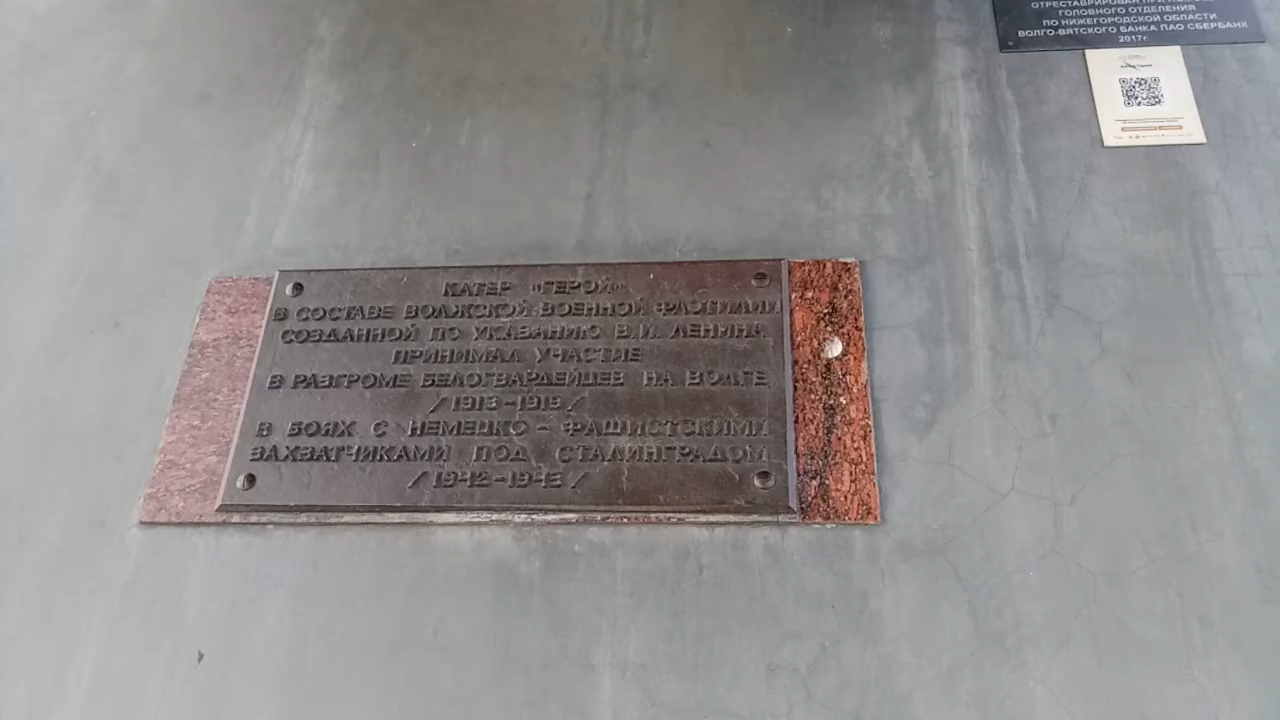 ОТРЕСТАВРИРОВАН ПРИ
ГОЛОВНОГО ОТДЕЛЕНИЯ
ПО НИЖЕГОРОДСКОЙ ОБЛАСТИ
ВОЛГО-ВЯТСКОГО БАНКА ПАО СБЕРБАНК
2017г.
КАТЕР "ГЕРОЙ"
В СОСТАВЕ ВОЛЖСКОЙ ВОЕННОЙ ФЛОТИЛИИ
СОЗДАННОЙ ПО УКАЗАНИЮ В.И. ЛЕНИНА
ПРИНИМАЛ УЧАСТИЕ
В РАЗГРОМЕ БЕЛОГВАРДЕЙЦЕВ НА ВОЛГЕ
/1918-1919/
В БОЯХ С НЕМЕЦКО-ФАШИСТСКИМИ
ЗАХВАТЧИКАМИ ПОД СТАЛИНГРАДОМ
/1942-1943/